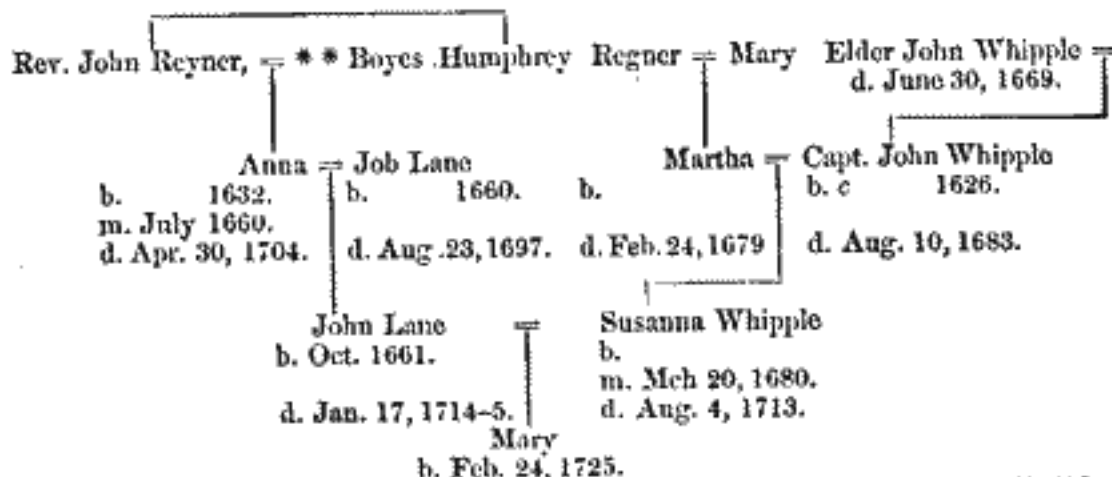 Rev. John Reyner, = * * Boyes Humphrey Regner = Mary Elder John Whipple =
d. June 30, 1669.
Anna = Job Lane Martha = Capt. John Whipple
b. 1632. b. 1660. b. b. c 1626.
m. July 1660.
d. Apr. 30, 1704. d. Aug. 23, 1697. d. Feb. 24, 1679 d. Aug. 10, 1683.
John Lane = Susanna Whipple
b. Oct. 1661. b.
m. Mch 20, 1680.
d. Jan. 17, 1714-5. d. Aug. 4, 1713.
Mary
b. Feb. 24, 1725.